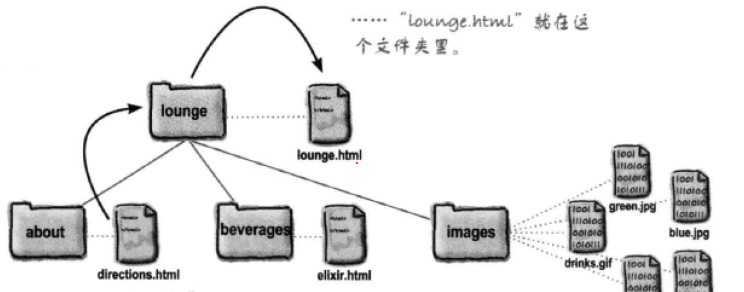 ……“lounge.html”就在这
个文件夹里。
lounge
lounge.html
about
directions.html
beverages
elixir.html
images
green.jpg
blue.jpg
drinks.gif